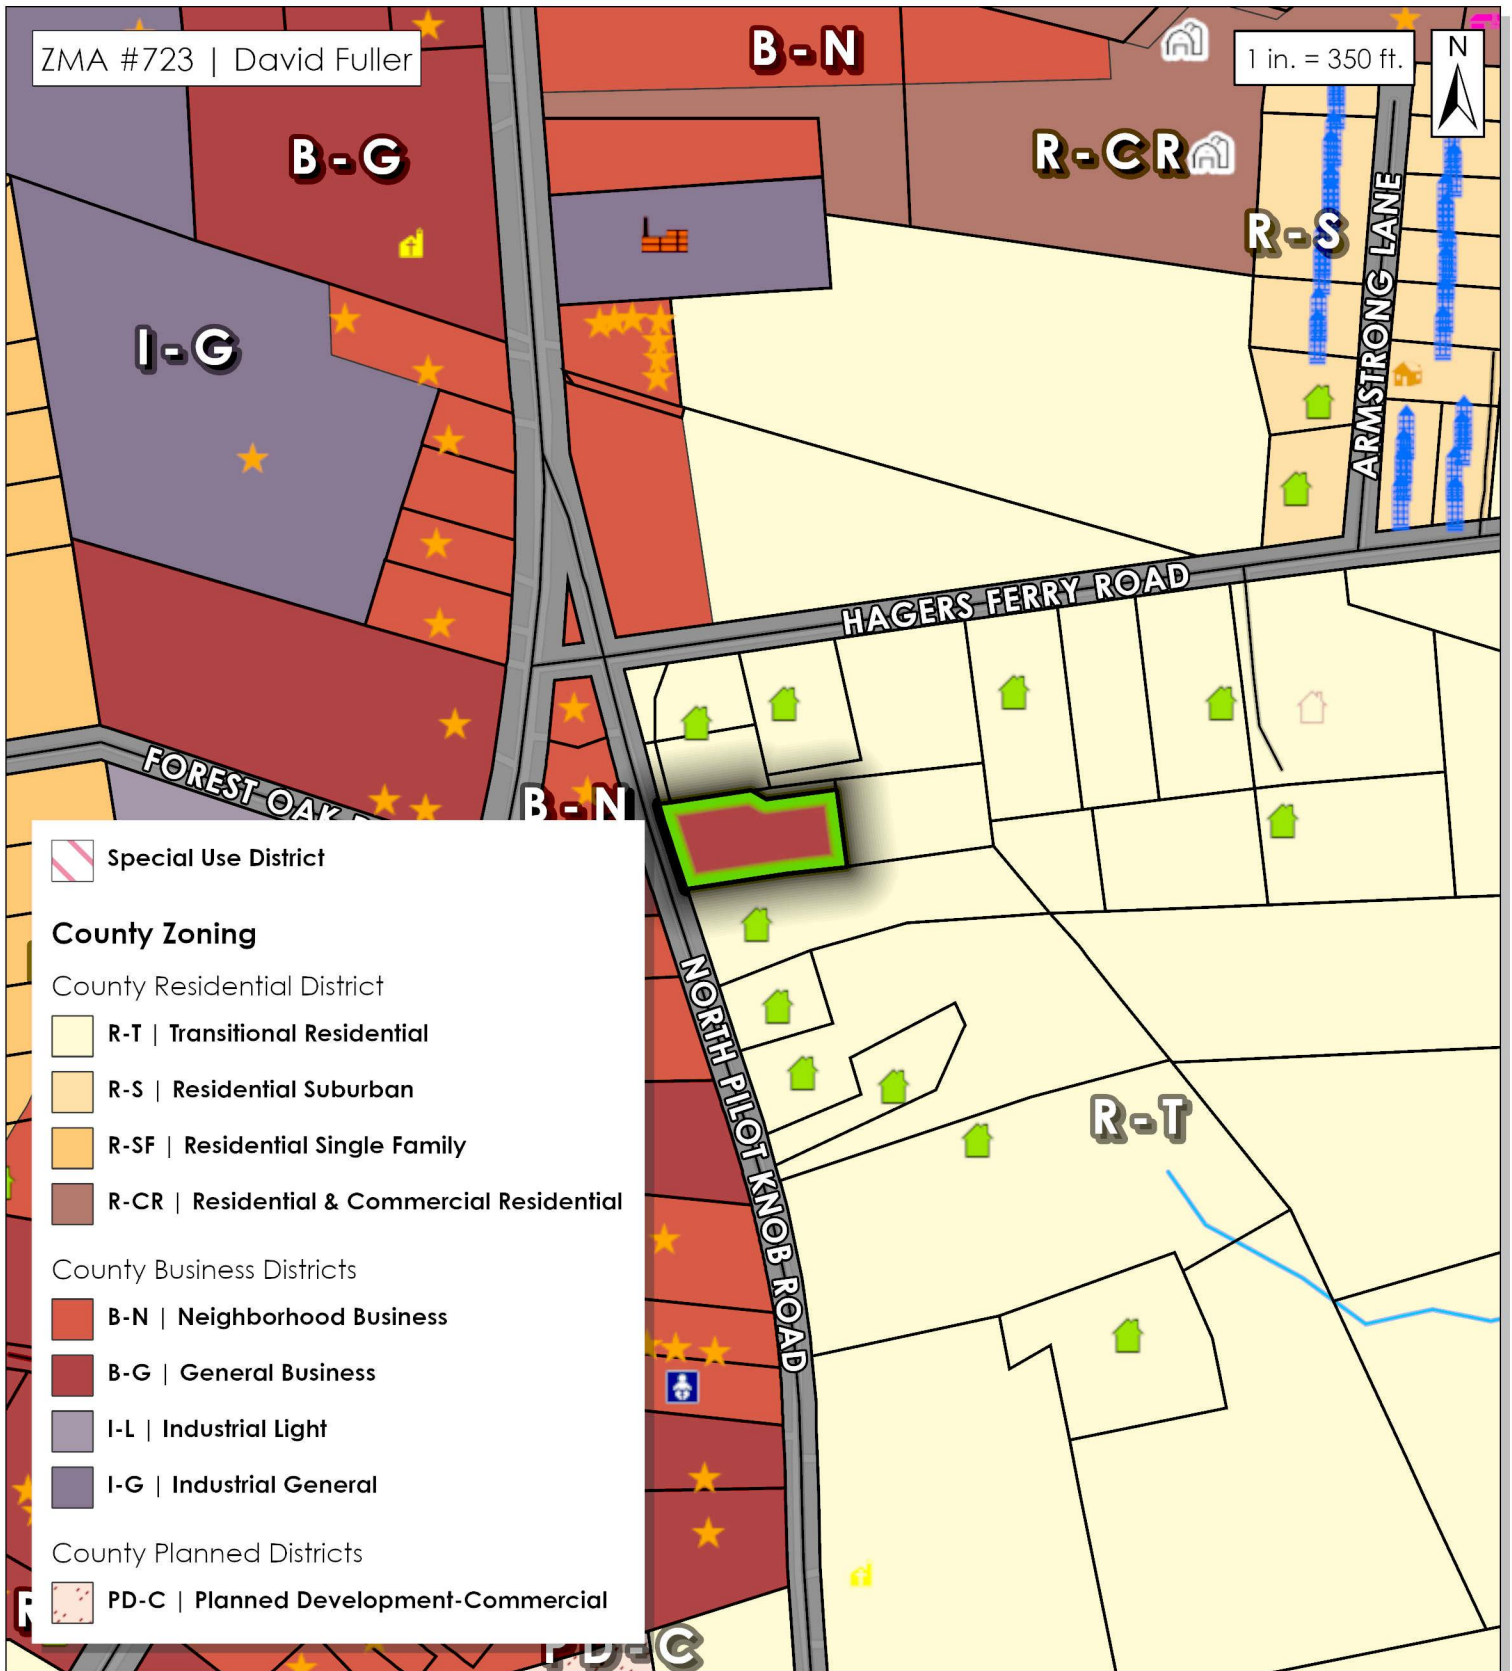 ZMA #723 | David Fuller
B - N
1 in. = 350 ft.
N
B - G
R - C R
R - S
ARMSTRONG LANE
I - G
HAGERS FERRY ROAD
FOREST OAK
B - N
Special Use District
County Zoning
County Residential District
R-T | Transitional Residential
R-S | Residential Suburban
R-SF | Residential Single Family
R-CR | Residential & Commercial Residential
County Business Districts
B-N | Neighborhood Business
B-G | General Business
I-L | Industrial Light
I-G | Industrial General
County Planned Districts
PD-C | Planned Development-Commercial
NORTH PILOT KNOB ROAD
R - T
R
PD - C